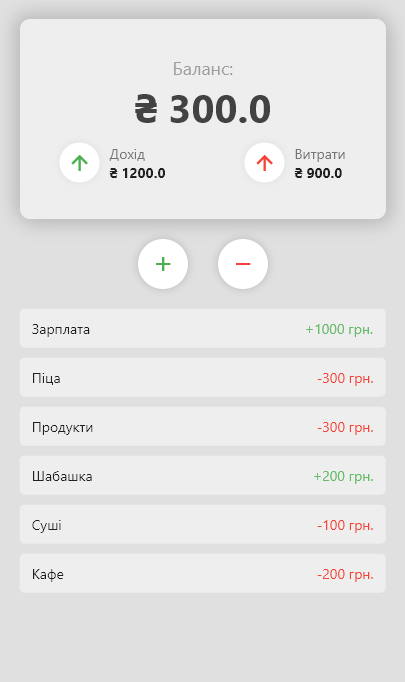 Баланс:
₴ 300.0
Дохід
₴ 1200.0
Витрати
₴ 900.0
Зарплата +1000 грн.
Піца -300 грн.
Продукти -300 грн.
Шабашка +200 грн.
Суші -100 грн.
Кафе -200 грн.